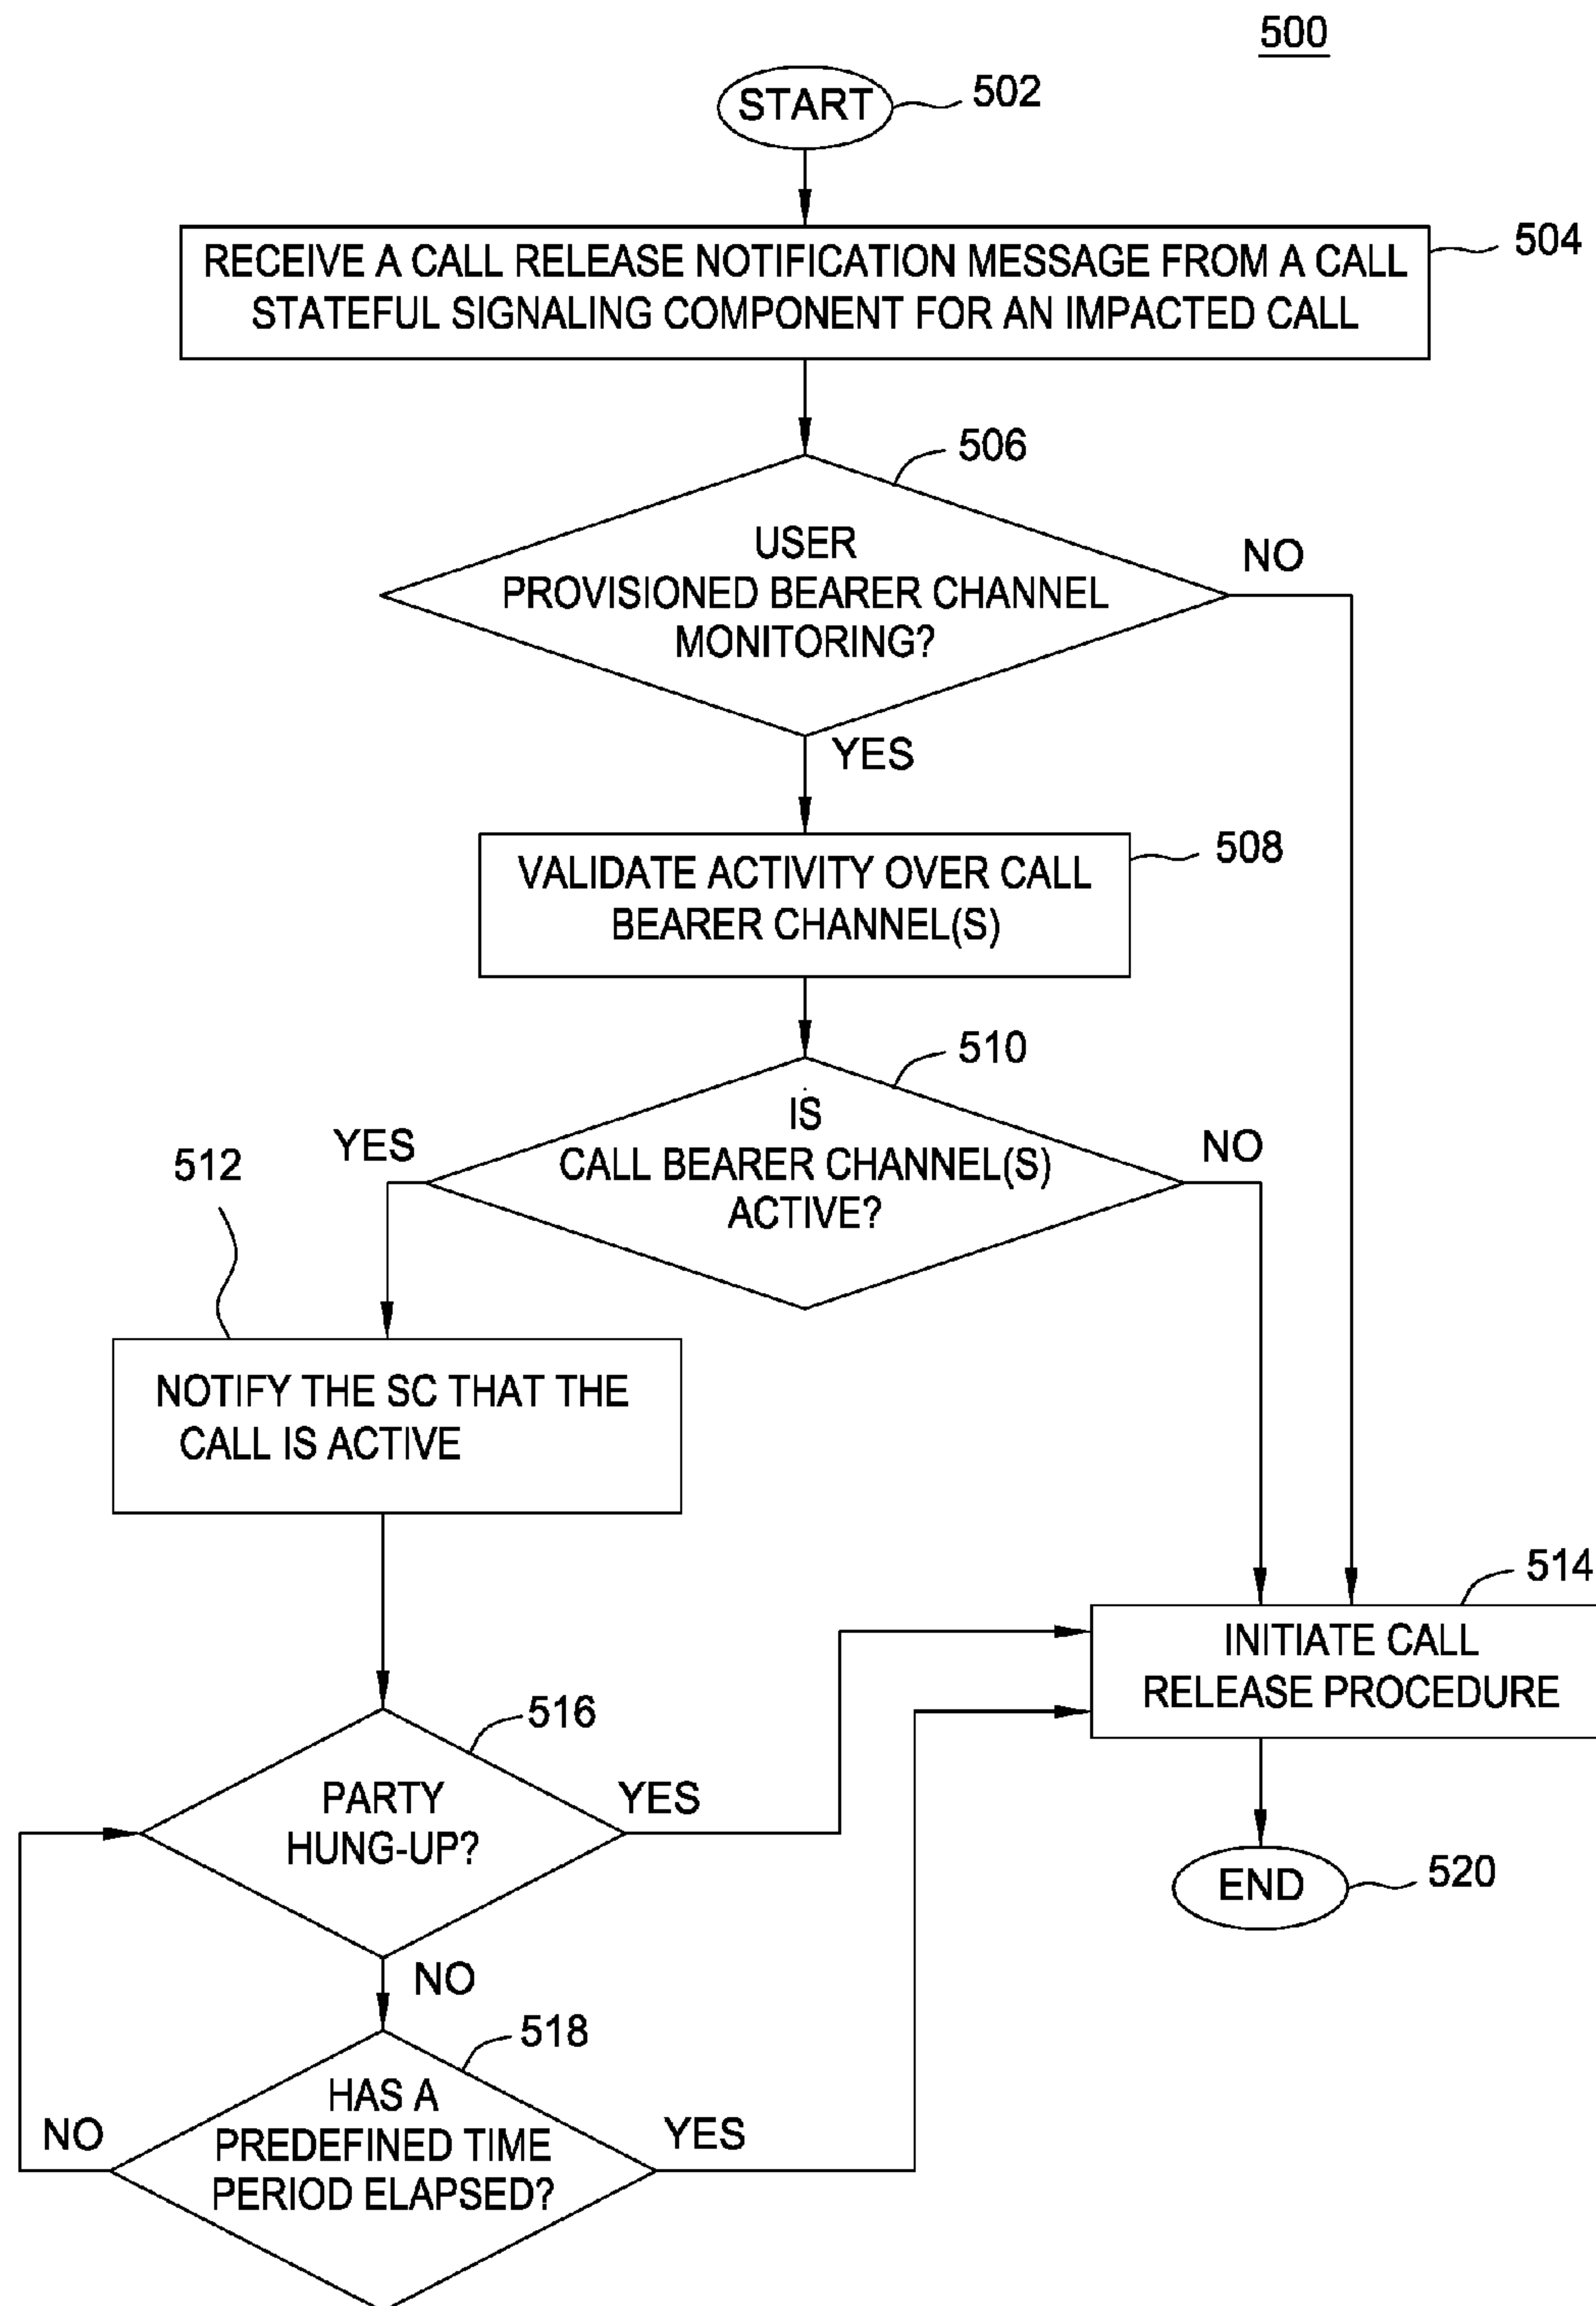 500
START
502
RECEIVE A CALL RELEASE NOTIFICATION MESSAGE FROM A CALL
STATEFUL SIGNALING COMPONENT FOR AN IMPACTED CALL
504
506
USER
PROVISIONED BEARER CHANNEL
MONITORING?
NO
YES
VALIDATE ACTIVITY OVER CALL
BEARER CHANNEL(S)
508
510
IS
CALL BEARER CHANNEL(S)
ACTIVE?
YES
NO
512
NOTIFY THE SC THAT THE
CALL IS ACTIVE
514
INITIATE CALL
RELEASE PROCEDURE
516
PARTY
HUNG-UP?
YES
NO
END
520
518
HAS A
PREDEFINED TIME
PERIOD ELAPSED?
NO
YES